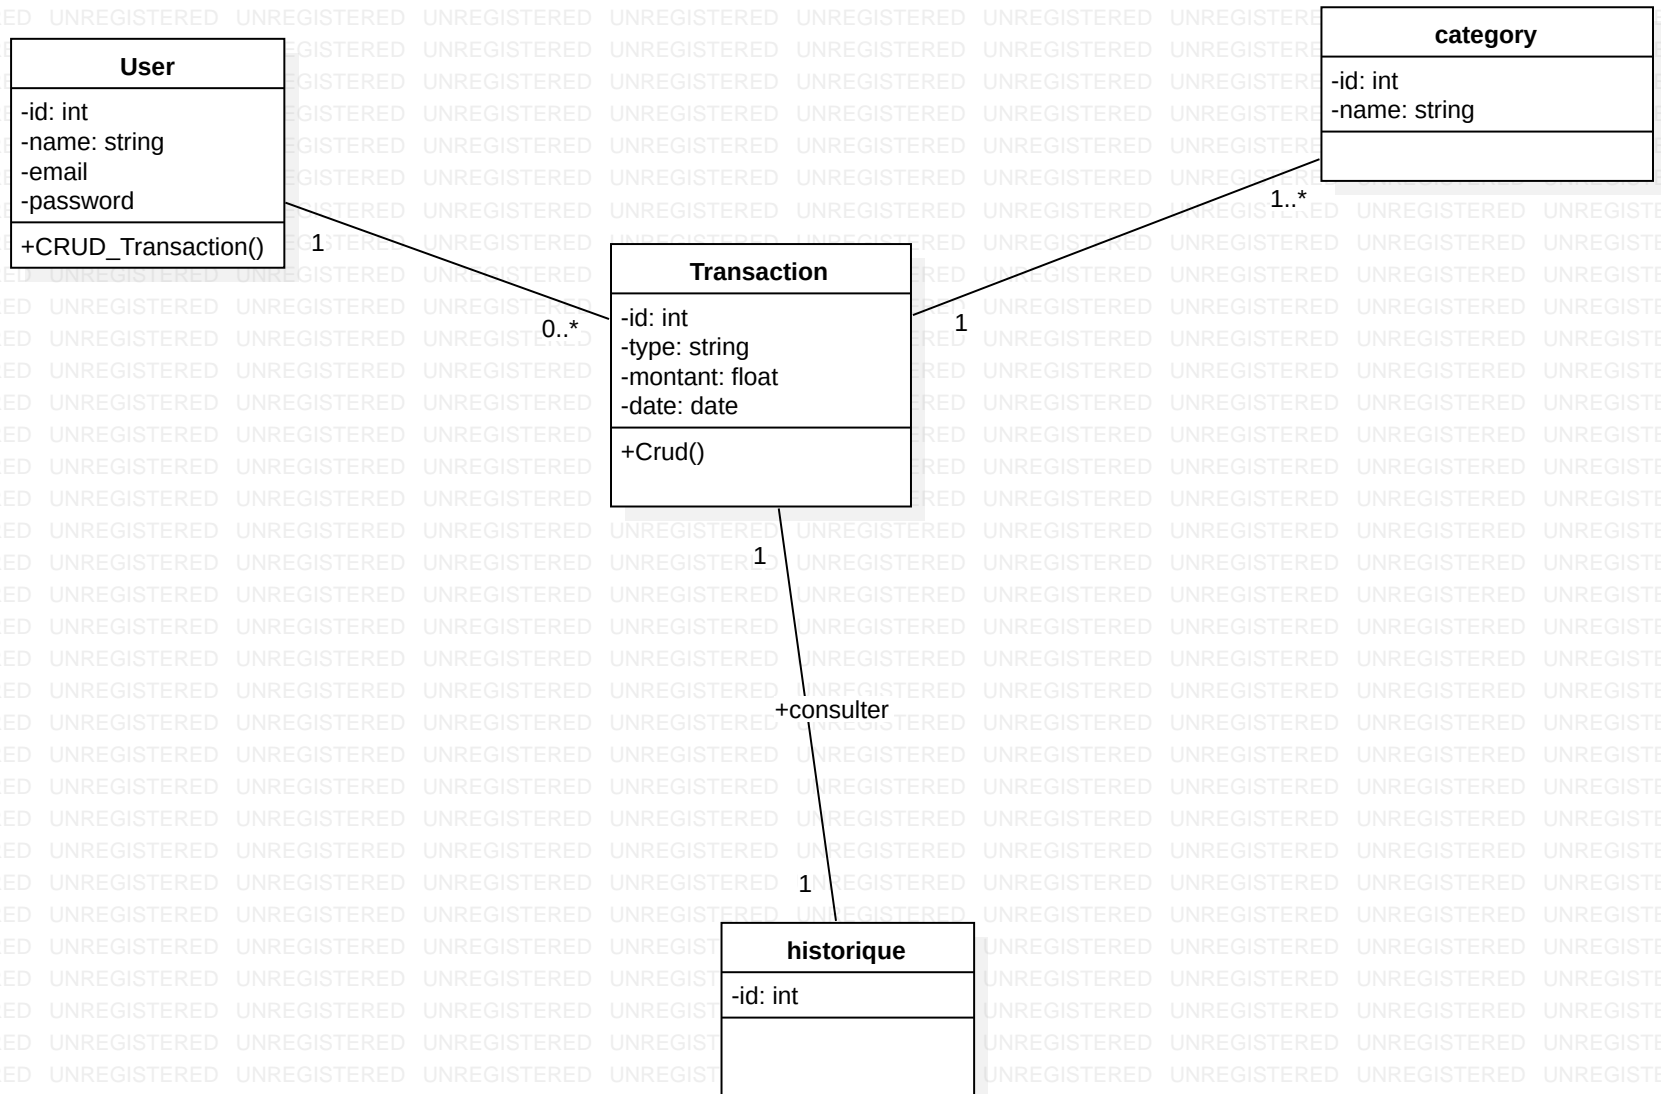 User
-id: int
-name: string
-email
-password
+CRUD_Transaction()
category
-id: int
-name: string
1
0..*
1..*
1
Transaction
-id: int
-type: string
-montant: float
-date: date
+Crud()
1
+consulter
1
historique
-id: int
UNREGISTERED